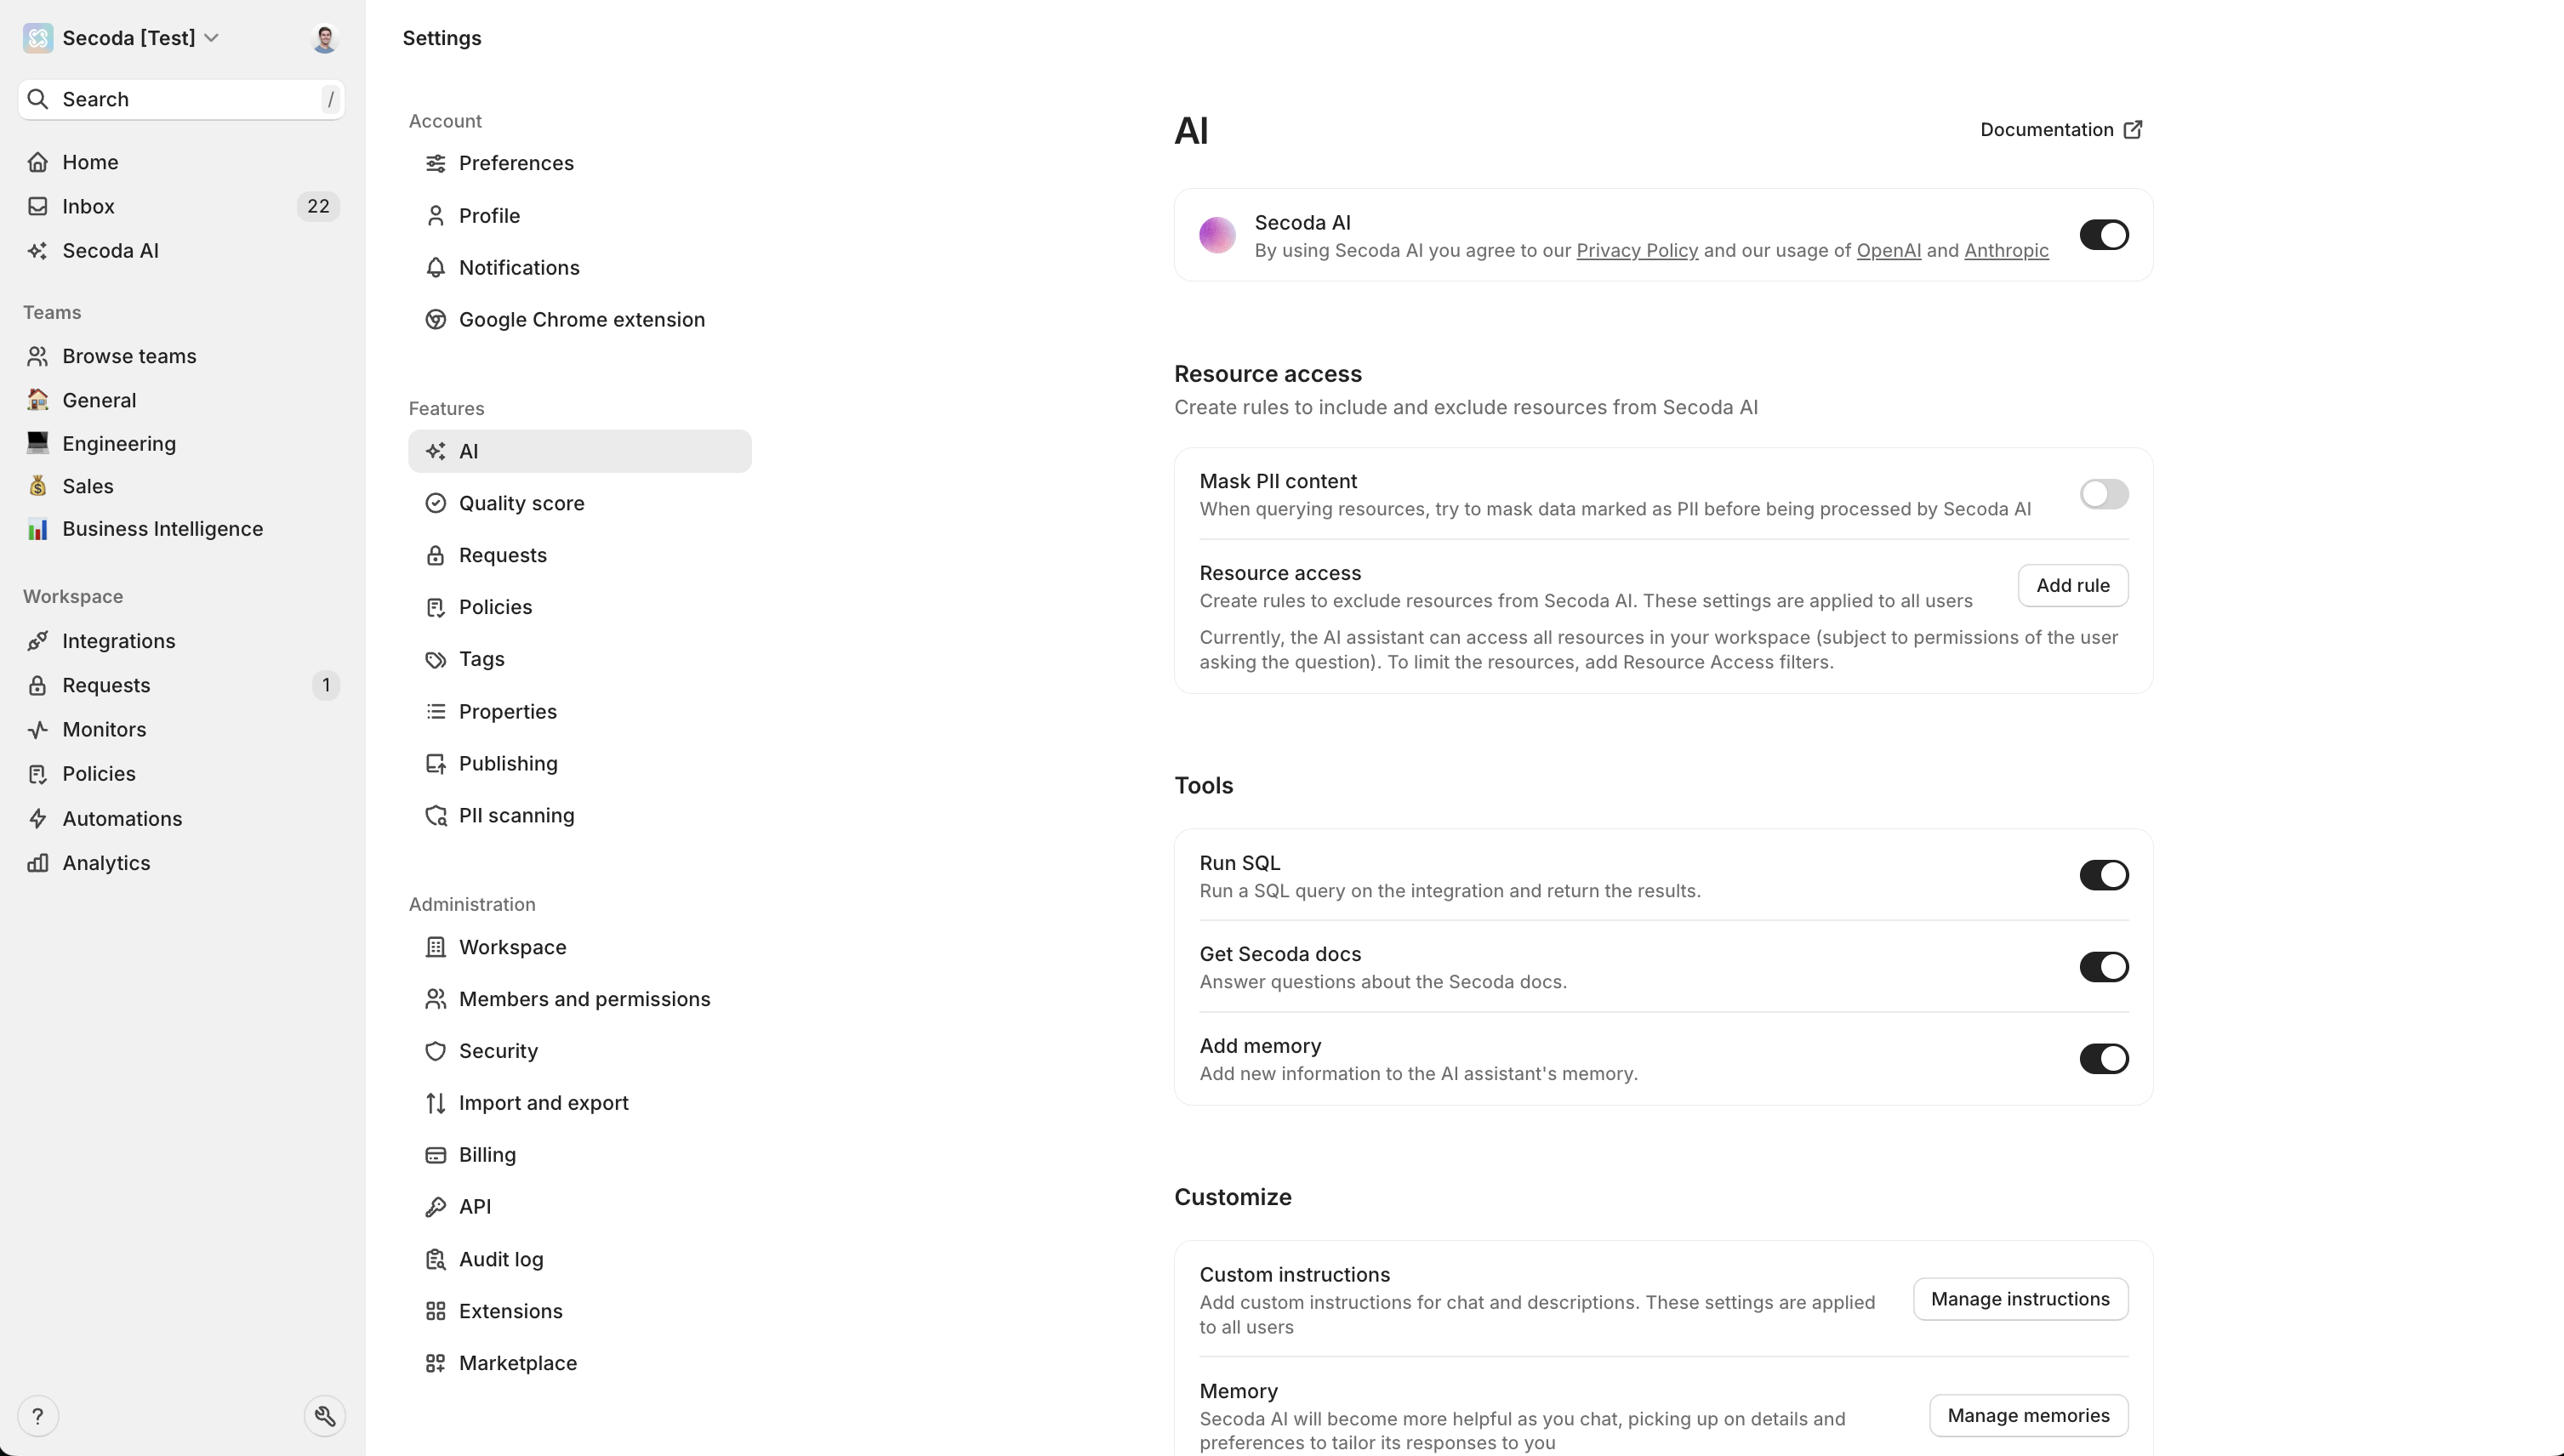 Secoda [Test]
Search
/
Home
Inbox
22
Secoda AI
Teams
Browse teams
General
Engineering
Sales
Business Intelligence
Workspace
Integrations
Requests
1
Monitors
Policies
Automations
Analytics
?
Settings
Account
Preferences
Profile
Notifications
Google Chrome extension
Features
AI
Quality score
Requests
Policies
Tags
Properties
Publishing
PII scanning
Administration
Workspace
Members and permissions
Security
Import and export
Billing
API
Audit log
Extensions
Marketplace
AI
Documentation
Secoda AI
By using Secoda AI you agree to our Privacy Policy and our usage of OpenAI and Anthropic
Resource access
Create rules to include and exclude resources from Secoda AI
Mask PII content
When querying resources, try to mask data marked as PII before being processed by Secoda AI
Resource access
Create rules to exclude resources from Secoda AI. These settings are applied to all users
Add rule
Currently, the AI assistant can access all resources in your workspace (subject to permissions of the user
asking the question). To limit the resources, add Resource Access filters.
Tools
Run SQL
Run a SQL query on the integration and return the results.
Get Secoda docs
Answer questions about the Secoda docs.
Add memory
Add new information to the AI assistant's memory.
Customize
Custom instructions
Add custom instructions for chat and descriptions. These settings are applied
to all users
Manage instructions
Memory
Secoda AI will become more helpful as you chat, picking up on details and
preferences to tailor its responses to you
Manage memories